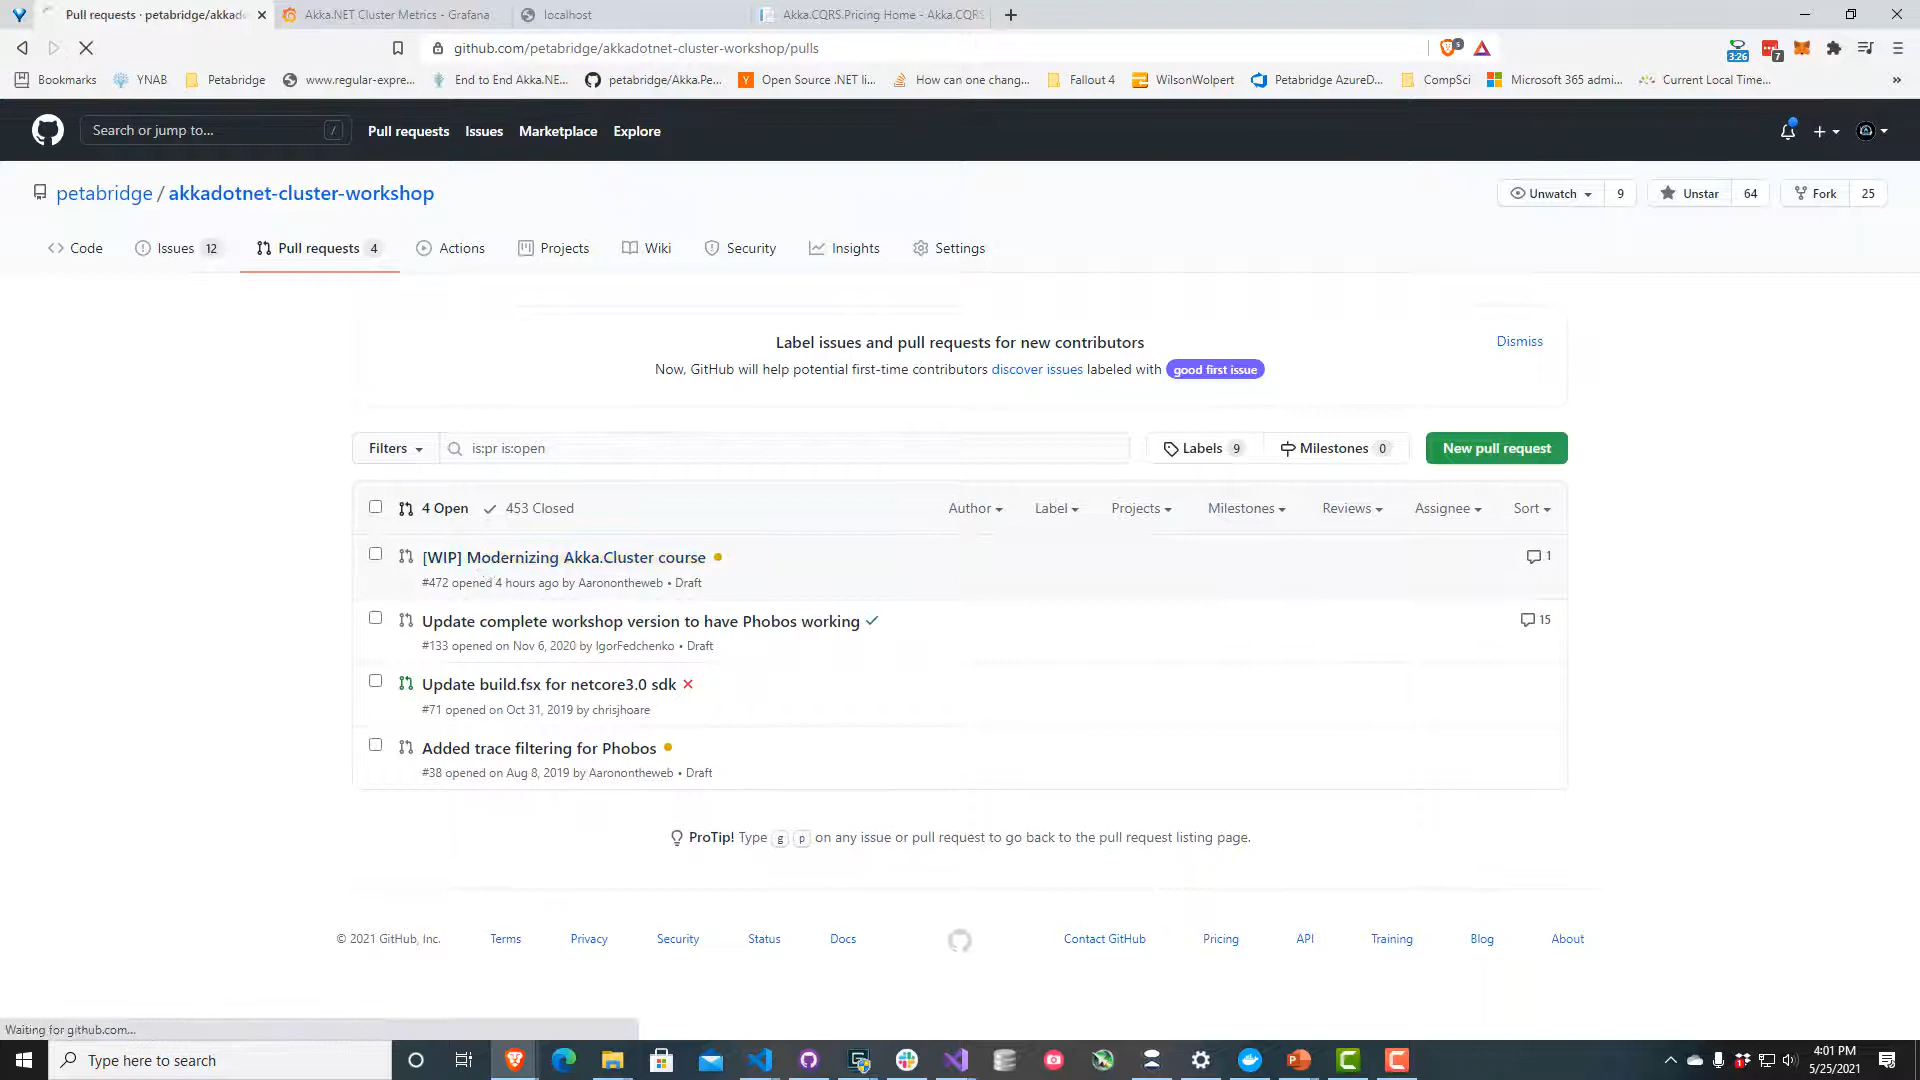 Pull requests · petabridge/akkad
Akka.NET Cluster Metrics - Grafana
localhost
Akka.CQRS.Pricing Home - Akka.CQRS
github.com/petabridge/akkadotnet-cluster-workshop/pulls
5
3:26
7
Bookmarks
YNAB
Petabridge
www.regular-expre...
End to End Akka.NE...
petabridge/Akka.Pe...
Open Source .NET li...
How can one chang...
Fallout 4
WilsonWolpert
Petabridge AzureD...
CompSci
Microsoft 365 admi...
Current Local Time...
»
Search or jump to...
/
Pull requests
Issues
Marketplace
Explore
petabridge / akkadotnet-cluster-workshop
Unwatch 9
Unstar 64
Fork 25
Code
Issues 12
Pull requests 4
Actions
Projects
Wiki
Security
Insights
Settings
Label issues and pull requests for new contributors
Dismiss
Now, GitHub will help potential first-time contributors discover issues labeled with good first issue
Filters
is:pr is:open
Labels 9
Milestones 0
New pull request
4 Open
453 Closed
Author
Label
Projects
Milestones
Reviews
Assignee
Sort
[WIP] Modernizing Akka.Cluster course
1
#472 opened 4 hours ago by Aaronontheweb • Draft
Update complete workshop version to have Phobos working
15
#133 opened on Nov 6, 2020 by IgorFedchenko • Draft
Update build.fsx for netcore3.0 sdk
#71 opened on Oct 31, 2019 by chrisjhoare
Added trace filtering for Phobos
#38 opened on Aug 8, 2019 by Aaronontheweb • Draft
ProTip! Type g p on any issue or pull request to go back to the pull request listing page.
© 2021 GitHub, Inc.
Terms
Privacy
Security
Status
Docs
Contact GitHub
Pricing
API
Training
Blog
About
Waiting for github.com...
Type here to search
4:01 PM
5/25/2021